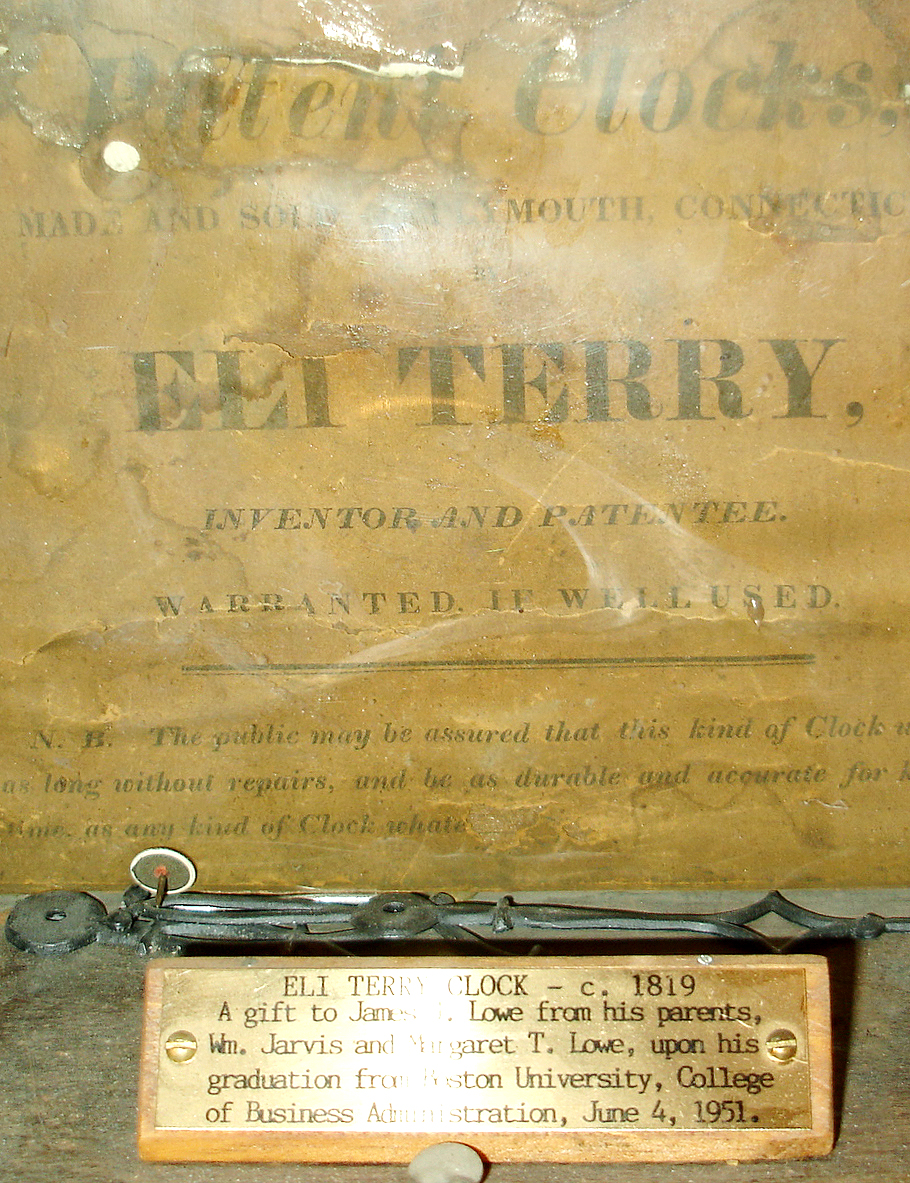 Patent Clocks,
MADE AND SOLD MOUTH, CONNECTIC
ELI TERRY,
INVENTOR AND PATENTEE.
WARRANTED, IF WELL USED.
N. B. The public may be assured that this kind of Clock
as long without repairs, and be as durable and accurate for
time, as any kind of Clock whate
ELI TERRY CLOCK - c. 1819
A gift to James Lowe from his parents,
Wm. Jarvis and Margaret T. Lowe, upon his
graduation from Boston University, College
of Business Administration, June 4, 1951.